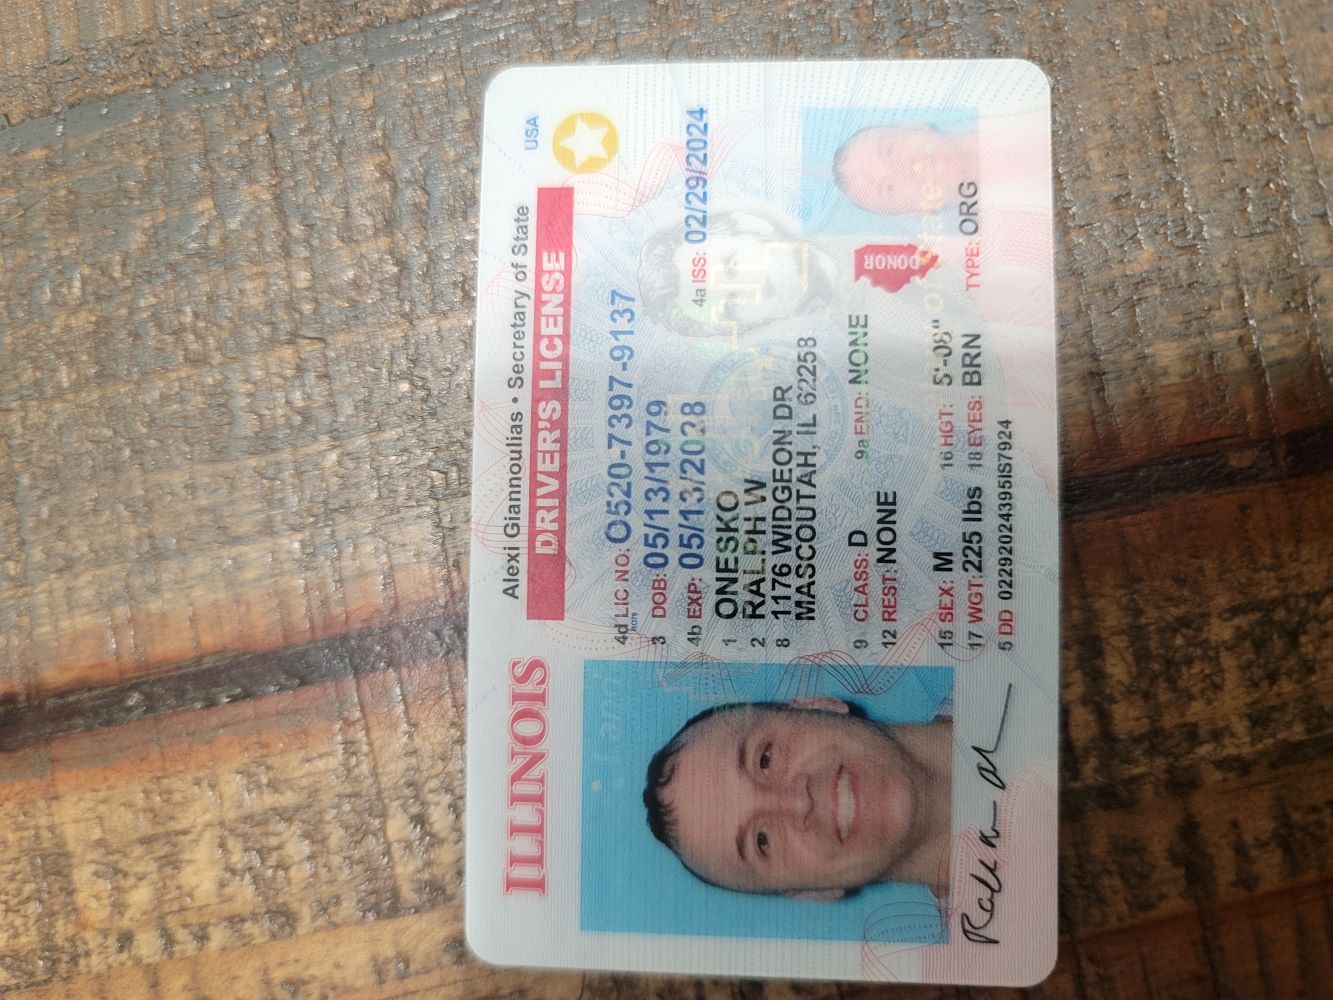 ILLINOIS
Alexi Giannoulias • Secretary of State
USA
DRIVER'S LICENSE
4d LIC NO: O520-7397-9137
3 DOB: 05/13/1979
4b EXP: 05/13/2028
4a ISS: 02/29/2024
1 ONESKO
2 RALPH W
8 1176 WIDGEON DR
MASCOUTAH, IL 62258
9 CLASS: D
9a END: NONE
12 REST: NONE
DONOR
15 SEX: M
16 HGT: 5'-08"
17 WGT: 225 lbs
18 EYES: BRN
TYPE: ORG
5 DD 02292024395IS7924